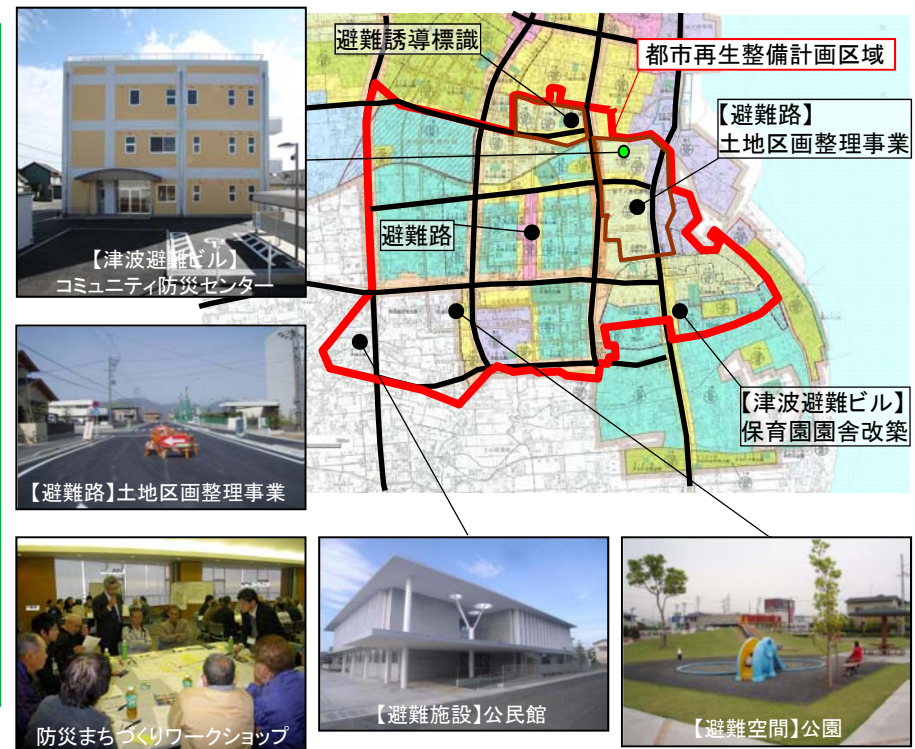 避難誘導標識
都市再生整備計画区域
【避難路】
土地区画整理事業
避難路
【津波避難ビル】
コミュニティ防災センター
【津波避難ビル】
保育園園舎改築
【避難路】土地区画整理事業
防災まちづくりワークショップ
【避難施設】公民館
【避難空間】公園